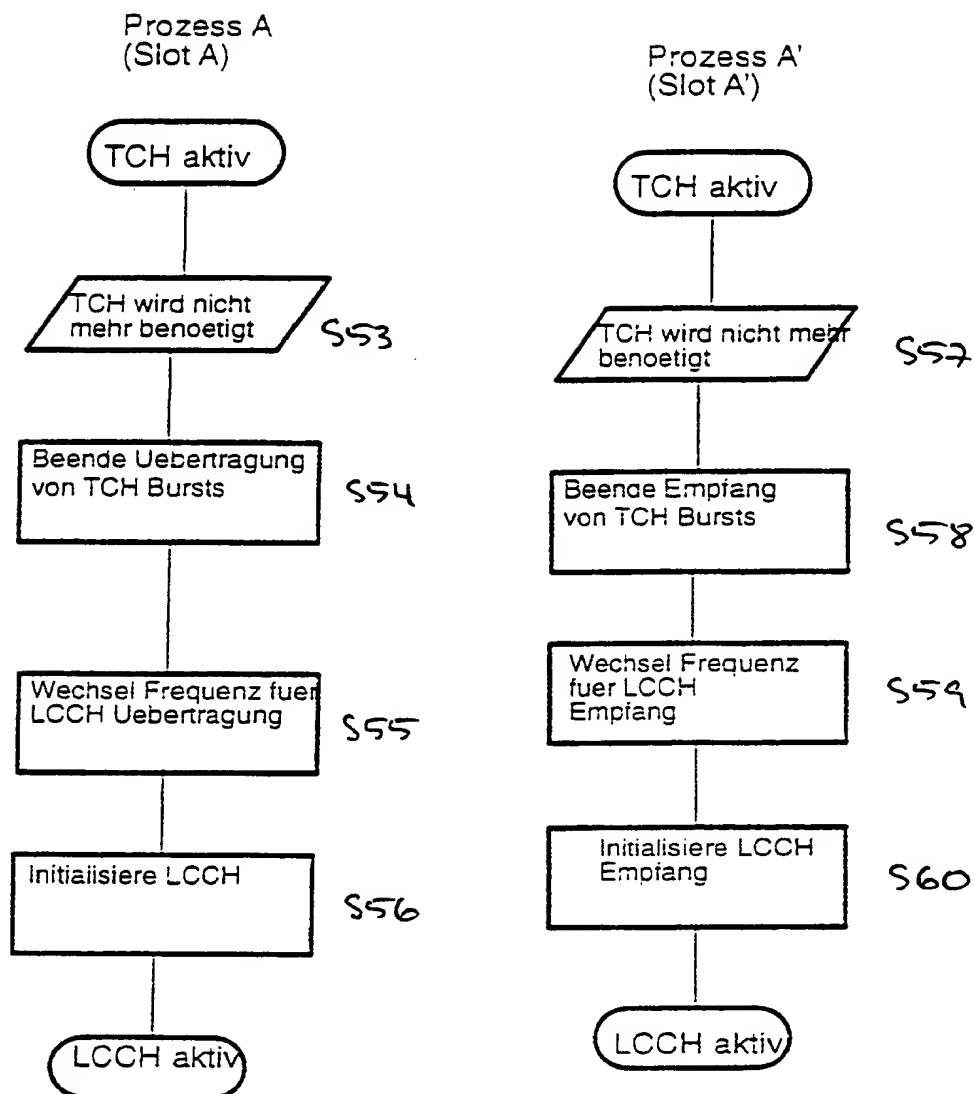 Prozess A
(Slot A)
TCH aktiv
TCH wird nicht
mehr benoetigt
S53
Beende Uebertragung
von TCH Bursts
S54
Wechsel Frequenz fuer
LCCH Uebertragung
S55
Initialisiere LCCH
S56
LCCH aktiv
Prozess A'
(Slot A')
TCH aktiv
TCH wird nicht mehr
benoetigt
S57
Beende Empfang
von TCH Bursts
S58
Wechsel Frequenz
fuer LCCH
Empfang
S59
Initialisiere LCCH
Empfang
S60
LCCH aktiv